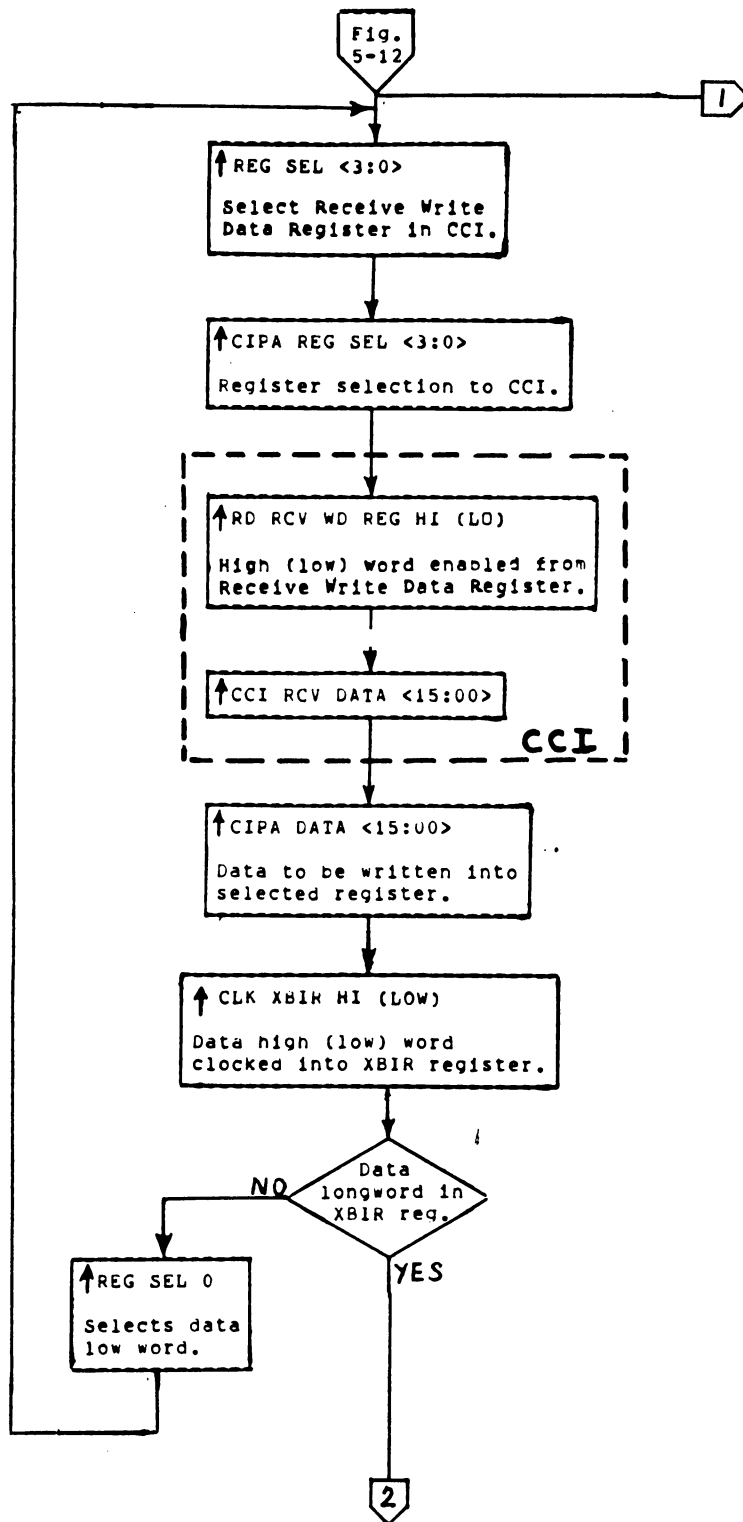 Fig.
5-12
1
↑REG SEL <3:0>
Select Receive Write
Data Register in CCI.
↑CIPA REG SEL <3:0>
Register selection to CCI.
↑RD RCV WD REG HI (LO)
High (low) word enabled from
Receive Write Data Register.
↑CCI RCV DATA <15:00>
CCI
↑CIPA DATA <15:00>
Data to be written into
selected register.
↑ CLK XBIR HI (LOW)
Data high (low) word
clocked into XBIR register.
Data
longword in
XBIR reg.
NO
YES
↑REG SEL 0
Selects data
low word.
2